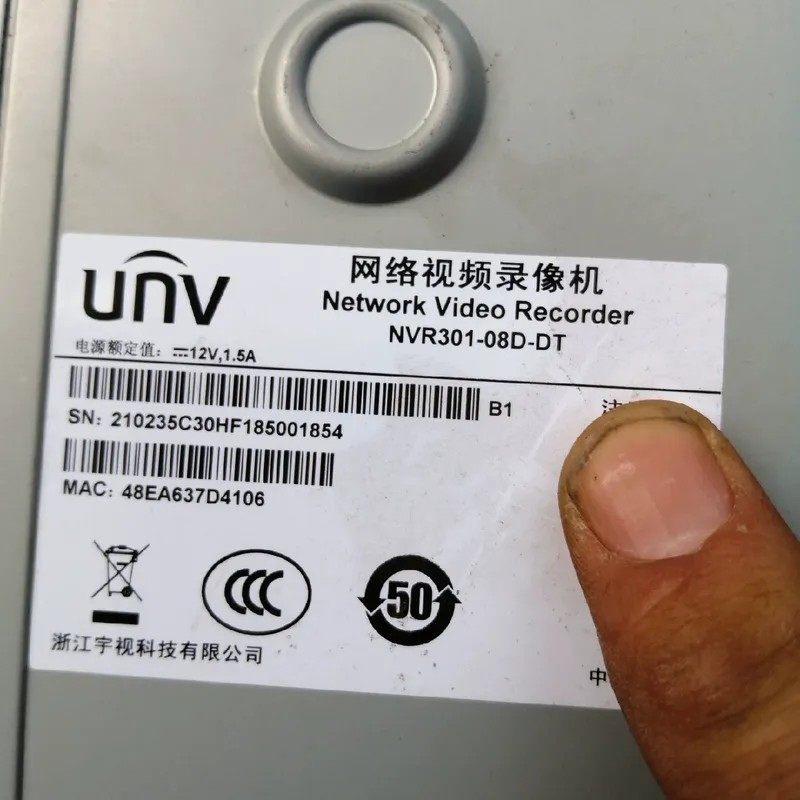 unv
网络视频录像机
Network Video Recorder
NVR301-08D-DT
电源额定值: ⎓12V,1.5A
B1
SN: 210235C30HF185001854
MAC: 48EA637D4106
CCC
50
浙江宇视科技有限公司
中